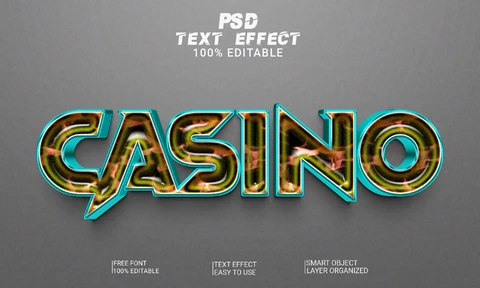 PSD
TEXT EFFECT
100% EDITABLE
CASINO
FREE FONT
100% EDITABLE
TEXT EFFECT
EASY TO USE
SMART OBJECT
LAYER ORGANIZED